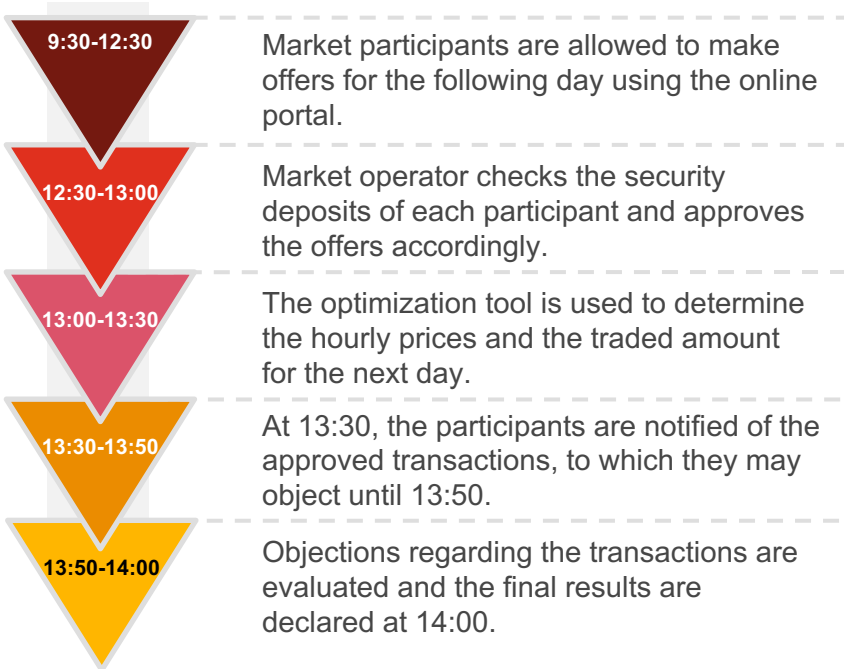 9:30-12:30
Market participants are allowed to make
offers for the following day using the online
portal.
12:30-13:00
Market operator checks the security
deposits of each participant and approves
the offers accordingly.
13:00-13:30
The optimization tool is used to determine
the hourly prices and the traded amount
for the next day.
13:30-13:50
At 13:30, the participants are notified of the
approved transactions, to which they may
object until 13:50.
13:50-14:00
Objections regarding the transactions are
evaluated and the final results are
declared at 14:00.